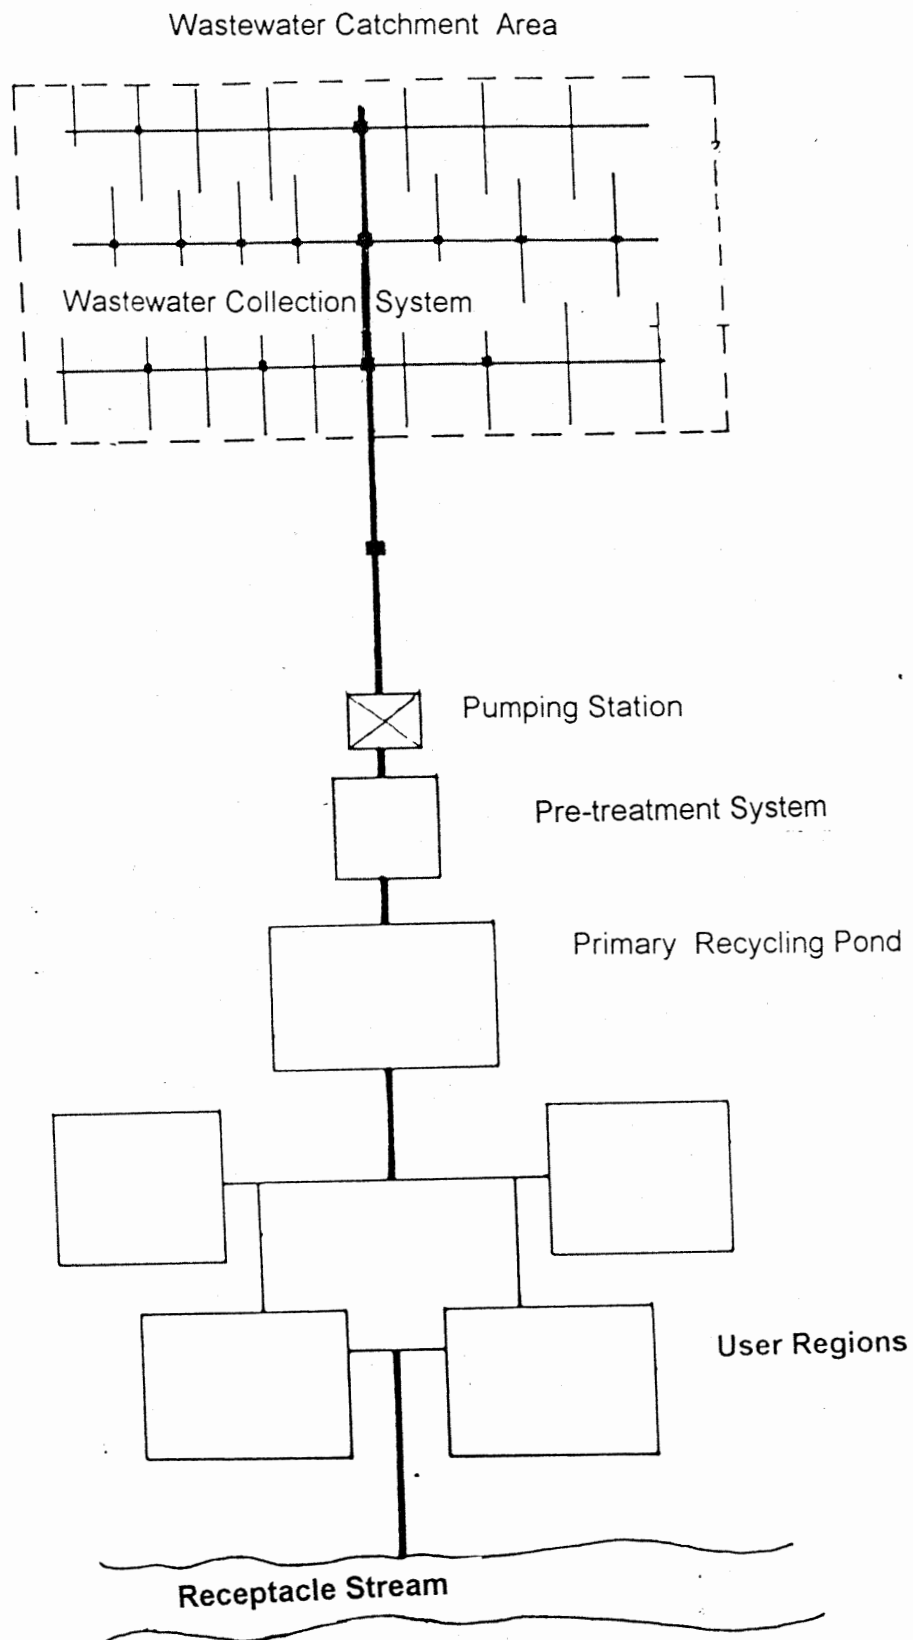 Wastewater Catchment Area
Wastewater Collection System
Pumping Station
Pre-treatment System
Primary Recycling Pond
User Regions
Receptacle Stream